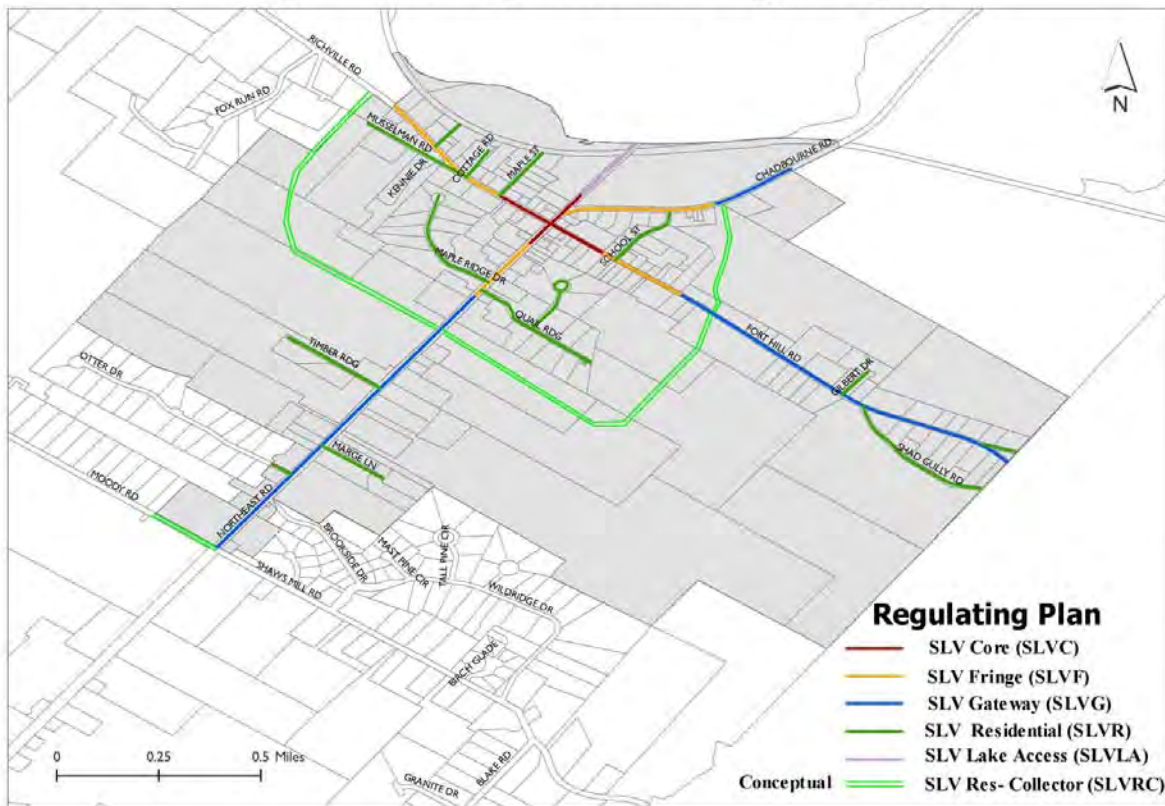 RICHVILLE RD
FOX RUN RD
N
MUSSELMAN RD
COTTAGE RD
MAPLE ST
CHADBOURNE RD
KENNIE DR
SCHOOL ST
MAPLE RIDGE DR
QUAIL RDG
FORT HILL RD
TIMBER RDG
OTTER DR
GILBERT DR
MARGE LN
SHAD GULLY RD
MOODY RD
NORTHEAST RD
BROOKSIDE DR
MAST PINE CIR
TALL PINE CIR
SHAWS MILL RD
WILDRIDGE DR
BIRCH GLADE
BLAKE RD
GRANITE DR
Regulating Plan
SLV Core (SLVC)
SLV Fringe (SLVF)
SLV Gateway (SLVG)
SLV Residential (SLVR)
SLV Lake Access (SLVLA)
Conceptual SLV Res- Collector (SLVRC)
0 0.25 0.5 Miles